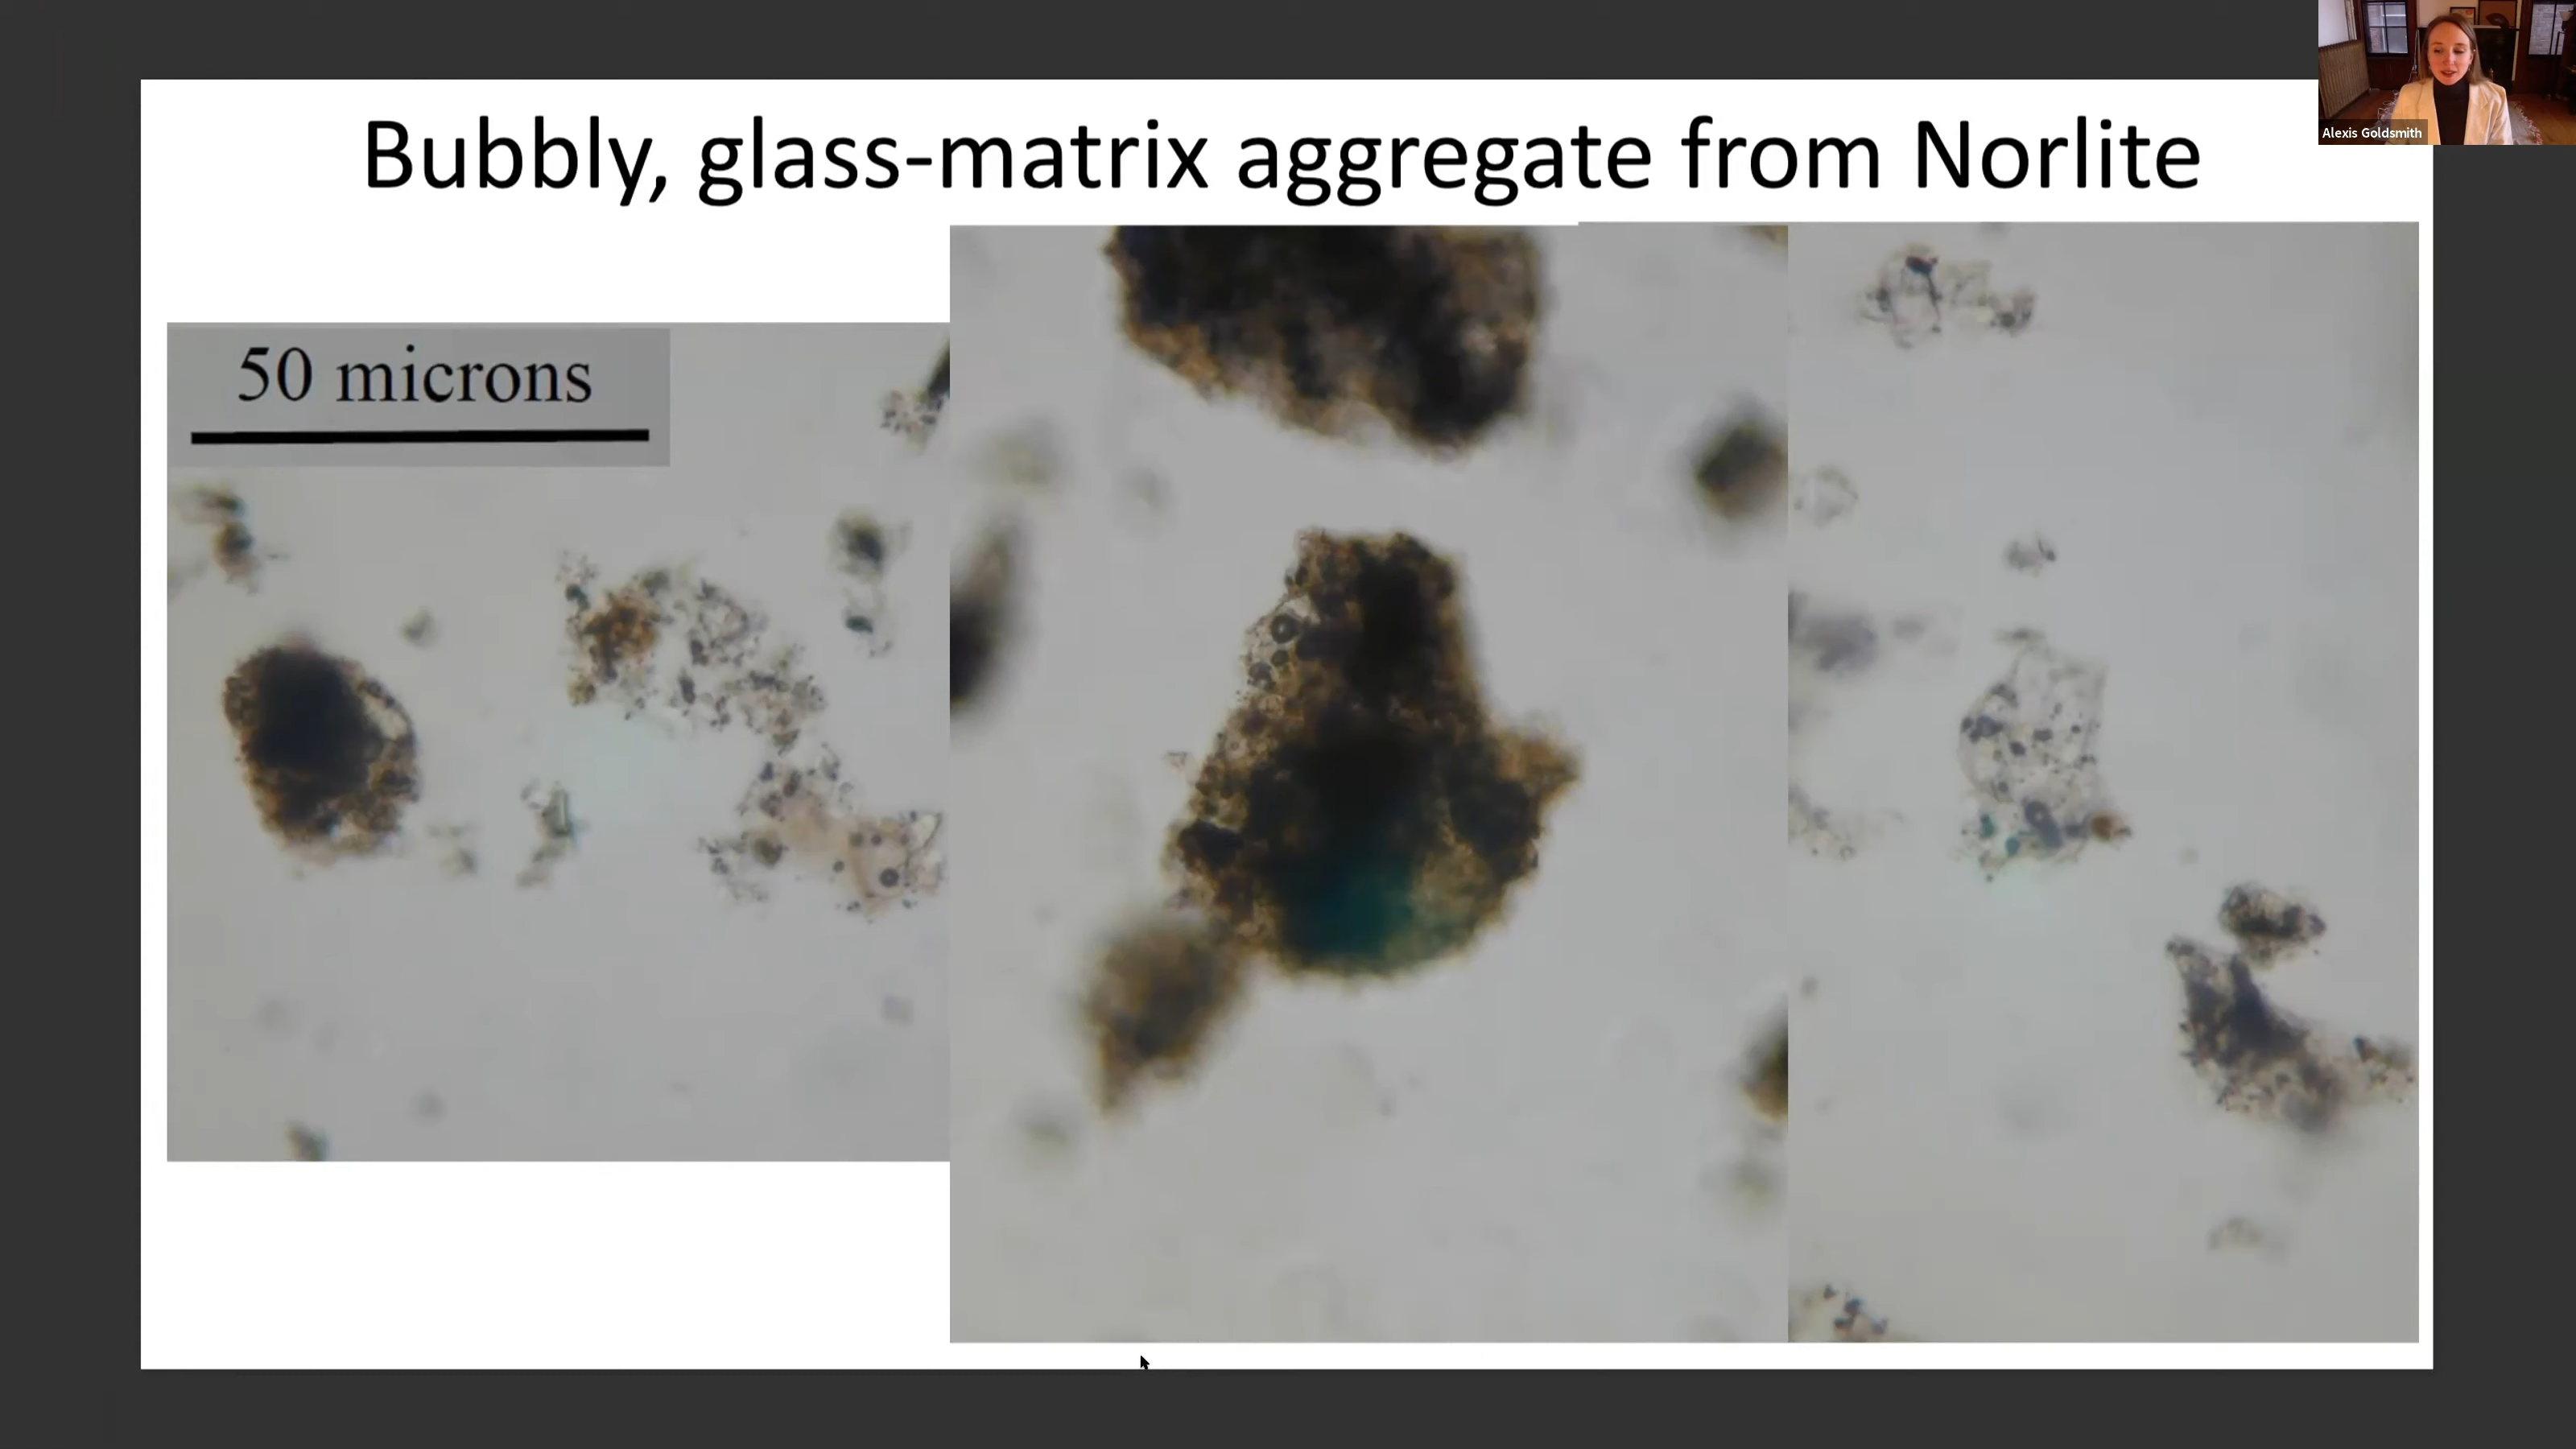 Bubbly, glass-matrix aggregate from Norlite
Alexis Goldsmith
50 microns